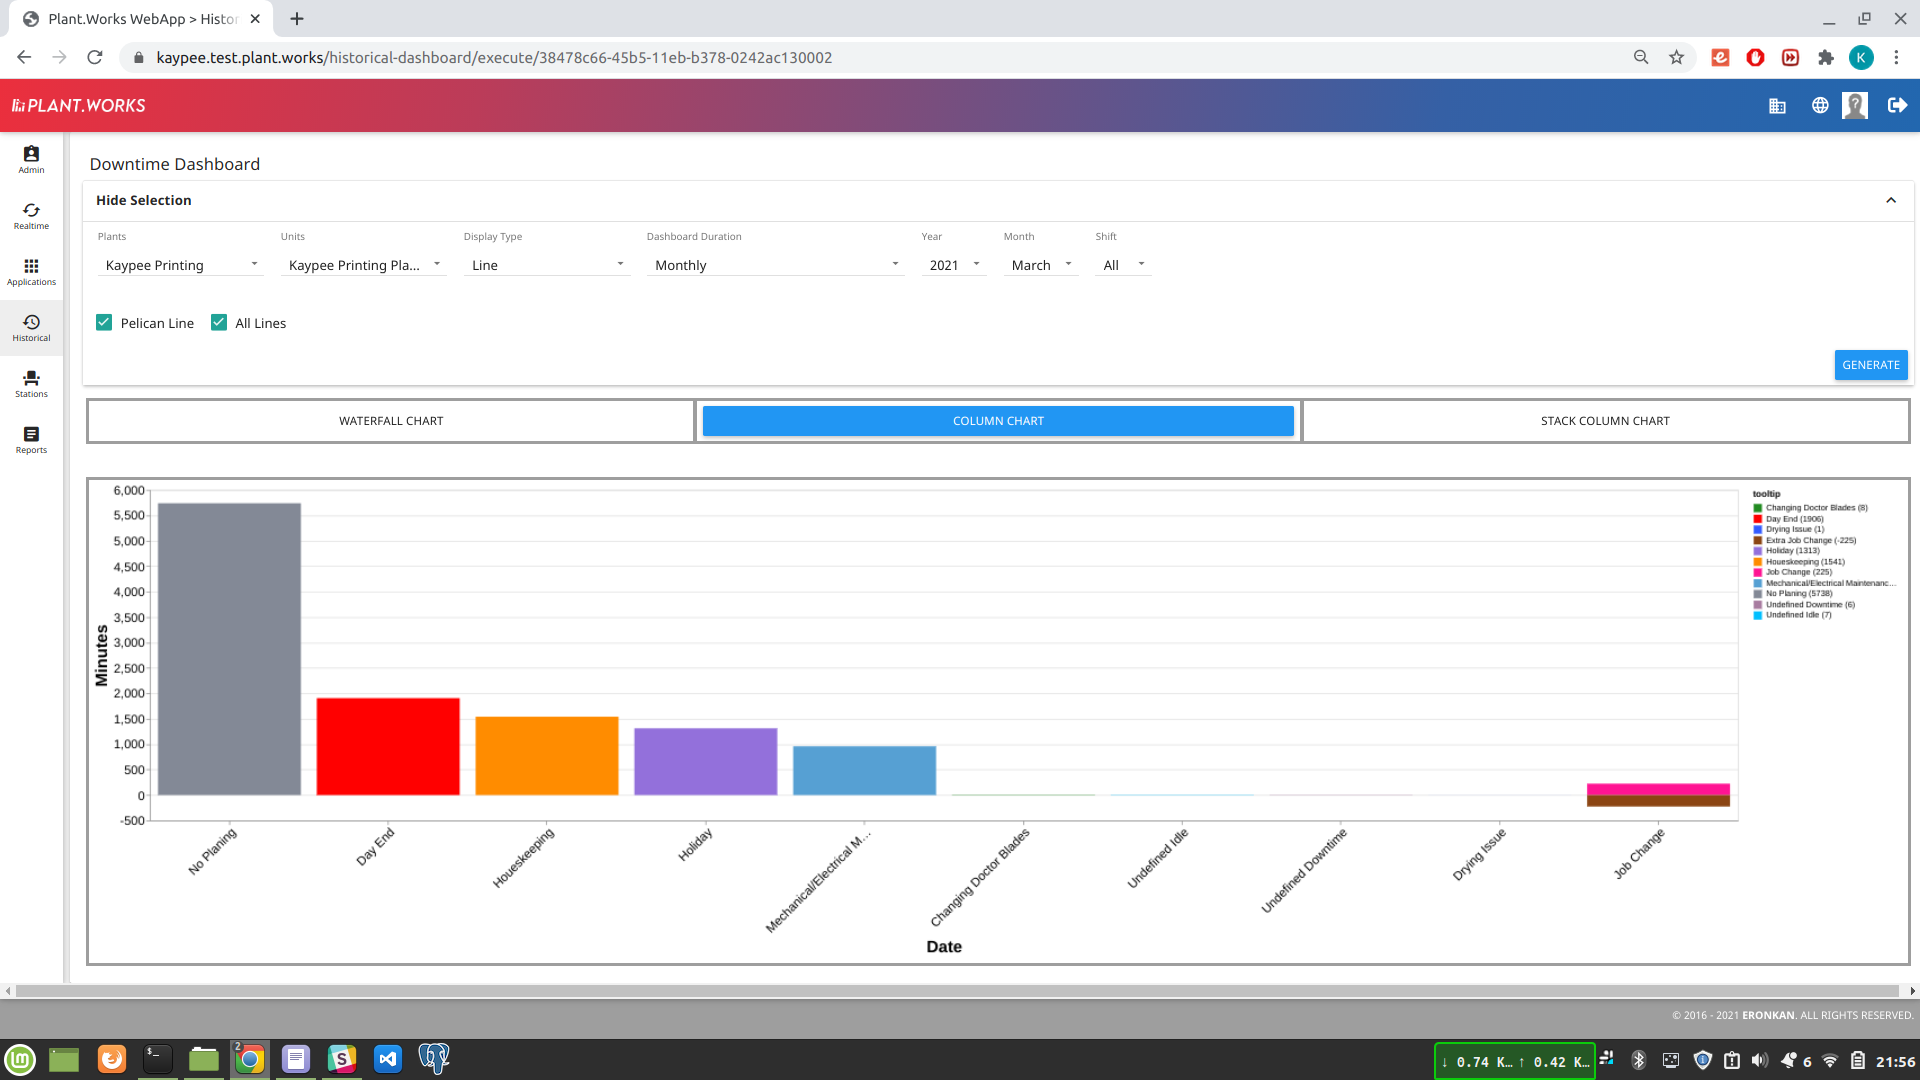 Plant.Works WebApp > Histor
kaypee.test.plant.works/historical-dashboard/execute/38478c66-45b5-11eb-b378-0242ac130002
K
PLANT.WORKS
Admin
Realtime
Applications
Historical
Stations
Reports
Downtime Dashboard
Hide Selection
Plants Units Display Type Dashboard Duration Year Month Shift
Kaypee Printing Kaypee Printing Pla... Line Monthly 2021 March All
Pelican Line All Lines
GENERATE
WATERFALL CHART COLUMN CHART STACK COLUMN CHART
6,000
5,500
5,000
4,500
4,000
3,500
3,000
2,500
2,000
1,500
1,000
500
0
-500
Minutes
No Planing
Day End
Houeskeeping
Holiday
Mechanical/Electrical M...
Changing Doctor Blades
Undefined Idle
Undefined Downtime
Drying Issue
Job Change
Date
tooltip
Changing Doctor Blades (8)
Day End (1906)
Drying Issue (1)
Extra Job Change (-225)
Holiday (1313)
Houeskeeping (1541)
Job Change (225)
Mechanical/Electrical Maintenanc...
No Planing (5738)
Undefined Downtime (6)
Undefined Idle (7)
© 2016 - 2021 ERONKAN. ALL RIGHTS RESERVED.
2
↓ 0.74 K… ↑ 0.42 K…
6
21:56